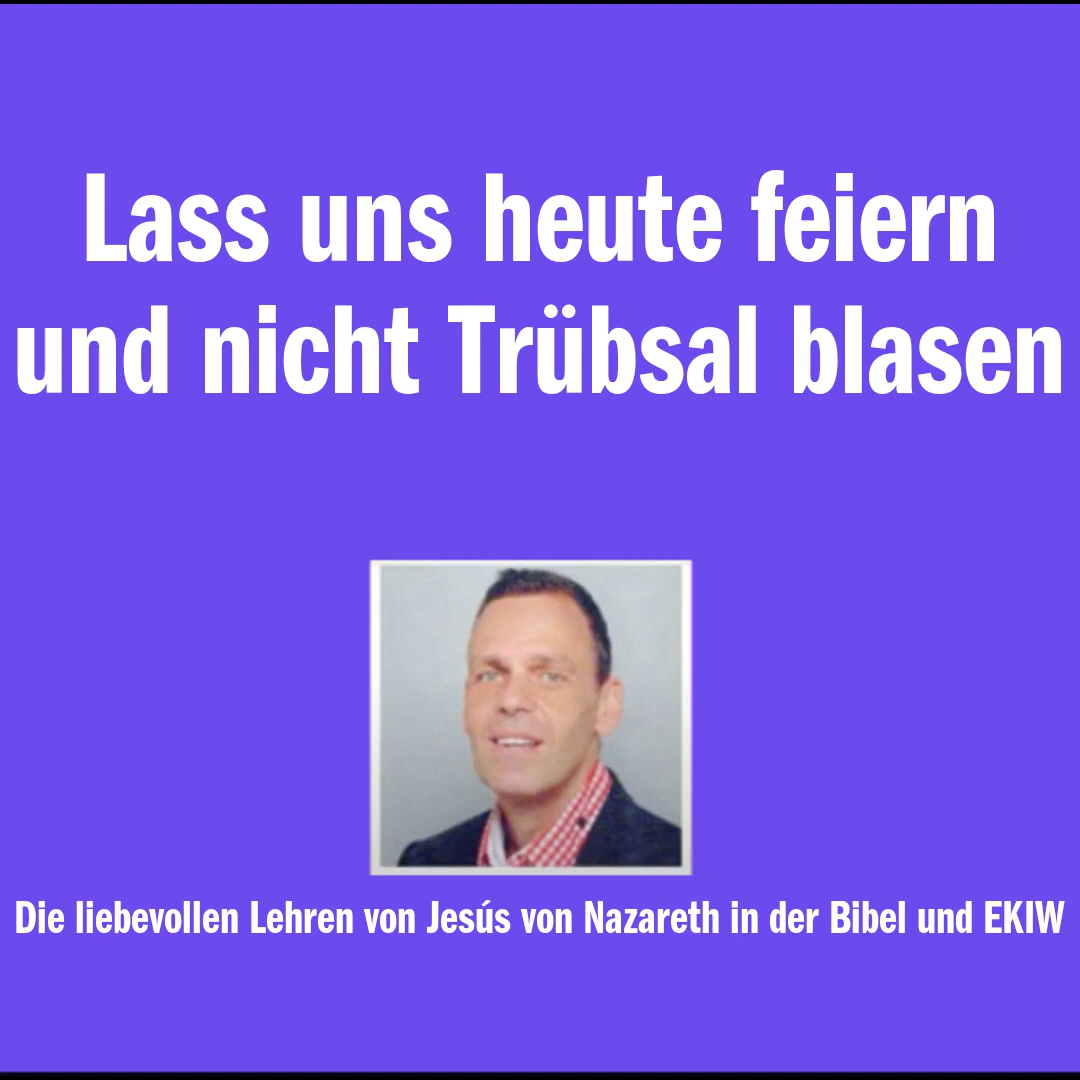 Lass uns heute feiern
und nicht Trübsal blasen
Die liebevollen Lehren von Jesús von Nazareth in der Bibel und EKIW